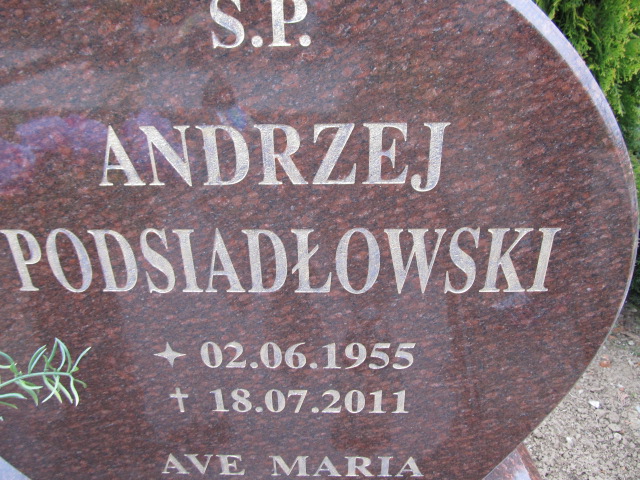 S.P.
ANDRZEJ
PODSIADŁOWSKI
✦ 02.06.1955
✝ 18.07.2011
AVE MARIA